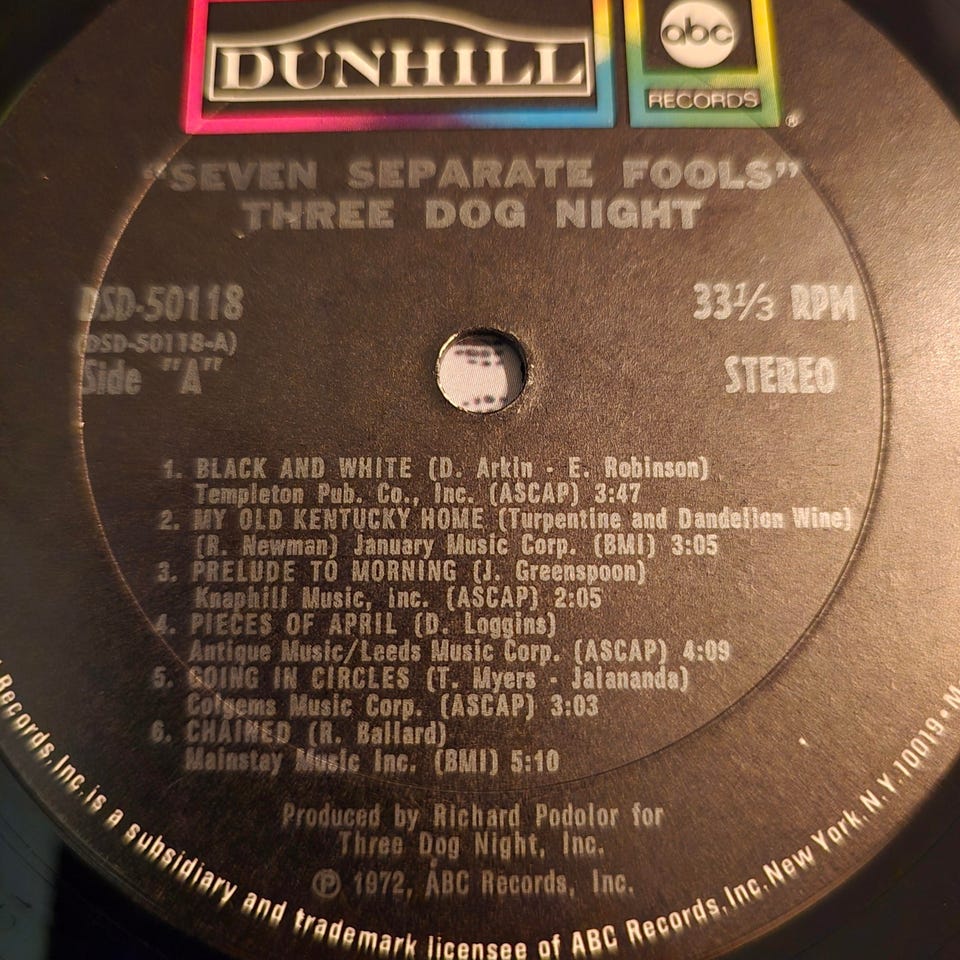 DUNHILL
abc
RECORDS
®
"SEVEN SEPARATE FOOLS"
THREE DOG NIGHT
DSD-50118
(DSD-50118-A)
Side "A"
33⅓ RPM
STEREO
1. BLACK AND WHITE (D. Arkin - E. Robinson)
Templeton Pub. Co., Inc. (ASCAP) 3:47
2. MY OLD KENTUCKY HOME [Turpentine and Dandelion Wine]
(R. Newman) January Music Corp. (BMI) 3:05
3. PRELUDE TO MORNING (J. Greenspoon)
Knaphill Music, Inc. (ASCAP) 2:05
4. PIECES OF APRIL (D. Loggins)
Antique Music/Leeds Music Corp. (ASCAP) 4:09
5. GOING IN CIRCLES (T. Myers - Jaiananda)
Colgems Music Corp. (ASCAP) 3:03
6. CHAINED (R. Ballard)
Mainstay Music Inc. (BMI) 5:10
Produced by Richard Podolor for
Three Dog Night, Inc.
℗ 1972, ABC Records, Inc.
Records, Inc. is a subsidiary and trademark licensee of ABC Records, Inc. New York, N.Y. 10019 • M